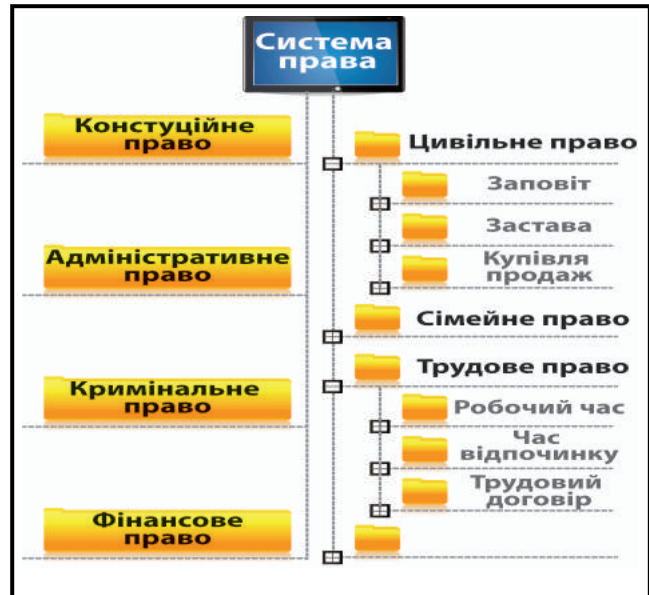 Система
права
Констуційне
право
Адміністративне
право
Кримінальне
право
Фінансове
право
Цивільне право
Заповіт
Застава
Купівля
продаж
Сімейне право
Трудове право
Робочий час
Час
відпочинку
Трудовий
договір